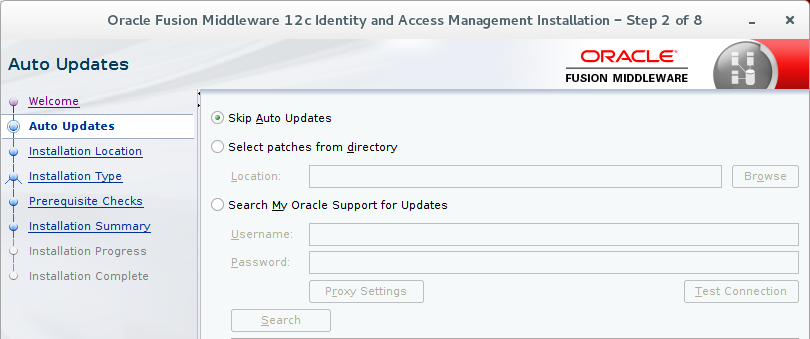 Oracle Fusion Middleware 12c Identity and Access Management Installation – Step 2 of 8
Auto Updates
ORACLE
FUSION MIDDLEWARE
Welcome
Auto Updates
Installation Location
Installation Type
Prerequisite Checks
Installation Summary
Installation Progress
Installation Complete
Skip Auto Updates
Select patches from directory
Location:
Browse
Search My Oracle Support for Updates
Username:
Password:
Proxy Settings
Test Connection
Search